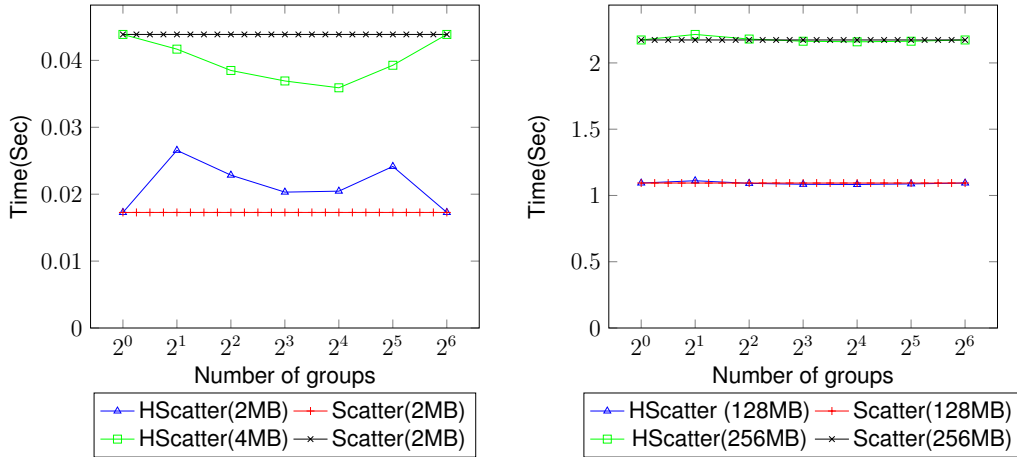 0.04
0.03
0.02
0.01
0
Time(Sec)
2^0 2^1 2^2 2^3 2^4 2^5 2^6
Number of groups
HScatter(2MB) Scatter(2MB)
HScatter(4MB) Scatter(2MB)
2
1.5
1
0.5
0
Time(Sec)
2^0 2^1 2^2 2^3 2^4 2^5 2^6
Number of groups
HScatter (128MB) Scatter(128MB)
HScatter(256MB) Scatter(256MB)